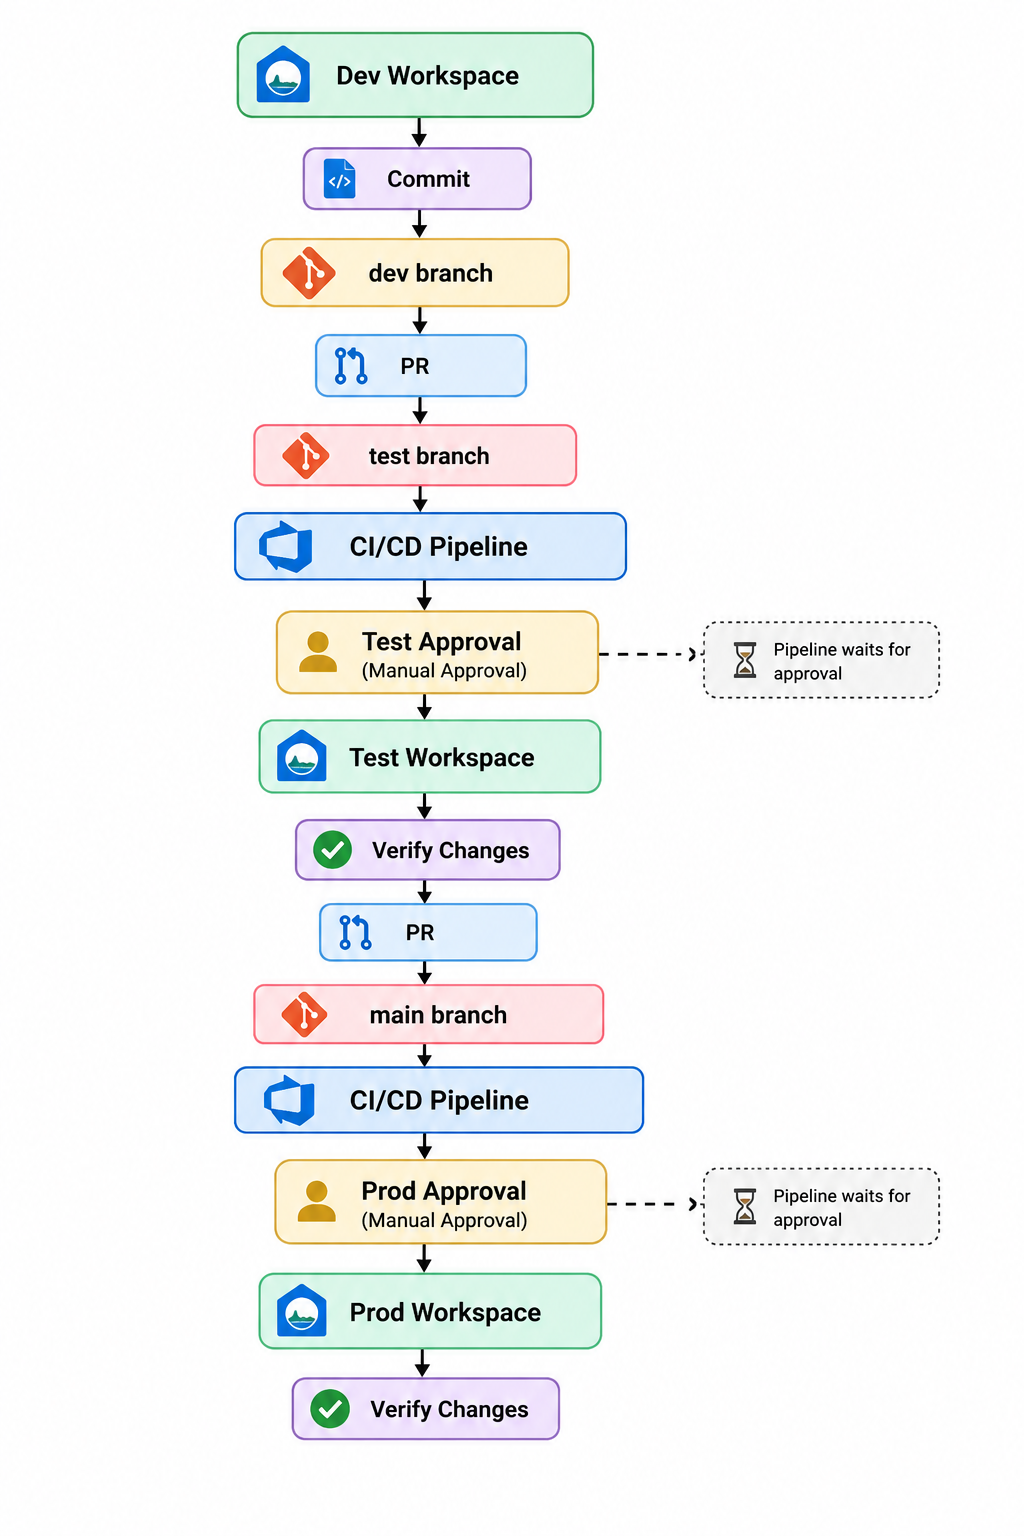 Dev Workspace
Commit
dev branch
PR
test branch
CI/CD Pipeline
Test Approval
(Manual Approval)
Pipeline waits for
approval
Test Workspace
Verify Changes
PR
main branch
CI/CD Pipeline
Prod Approval
(Manual Approval)
Pipeline waits for
approval
Prod Workspace
Verify Changes